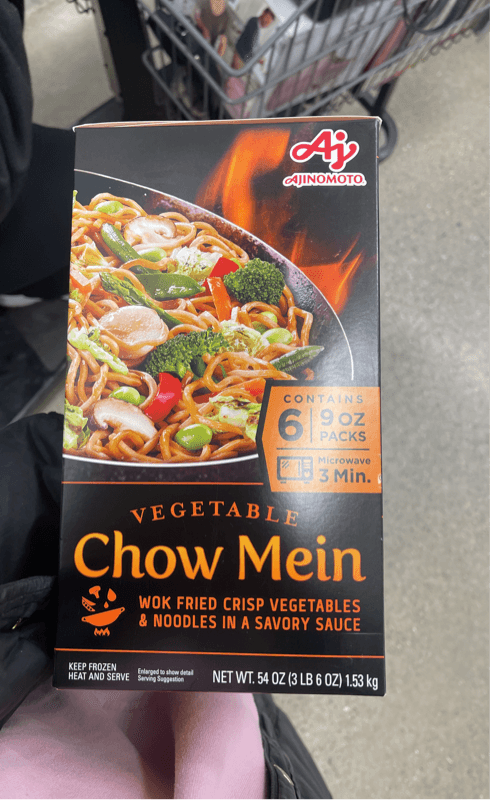 Aj
AJINOMOTO.
CONTAINS
6 9 OZ
PACKS
Microwave
3 Min.
VEGETABLE
Chow Mein
WOK FRIED CRISP VEGETABLES
& NOODLES IN A SAVORY SAUCE
KEEP FROZEN
HEAT AND SERVE
Enlarged to show detail
Serving Suggestion
NET WT. 54 OZ (3 LB 6 OZ) 1.53 kg